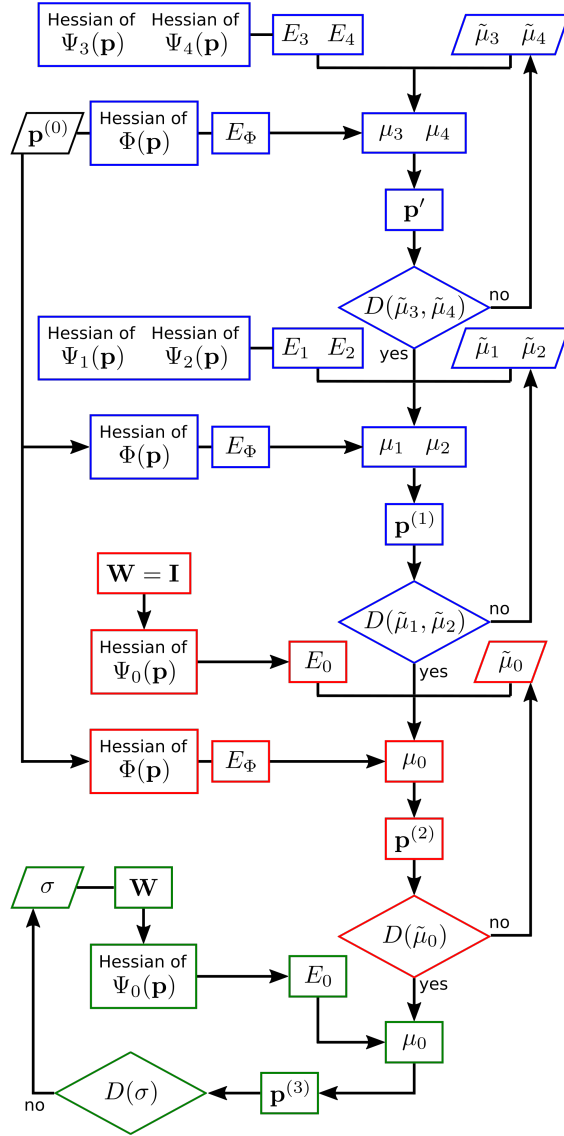 Hessian of Hessian of
Ψ₃(𝐩) Ψ₄(𝐩)
E₃ E₄
μ̃₃ μ̃₄
𝐩⁽⁰⁾
Hessian of
Φ(𝐩)
E_Φ
μ₃ μ₄
𝐩′
D(μ̃₃, μ̃₄)
no
yes
Hessian of Hessian of
Ψ₁(𝐩) Ψ₂(𝐩)
E₁ E₂
μ̃₁ μ̃₂
Hessian of
Φ(𝐩)
E_Φ
μ₁ μ₂
𝐩⁽¹⁾
D(μ̃₁, μ̃₂)
no
yes
𝐖 = 𝐈
Hessian of
Ψ₀(𝐩)
E₀
μ̃₀
Hessian of
Φ(𝐩)
E_Φ
μ₀
𝐩⁽²⁾
D(μ̃₀)
no
yes
σ
𝐖
Hessian of
Ψ₀(𝐩)
E₀
μ₀
𝐩⁽³⁾
D(σ)
no